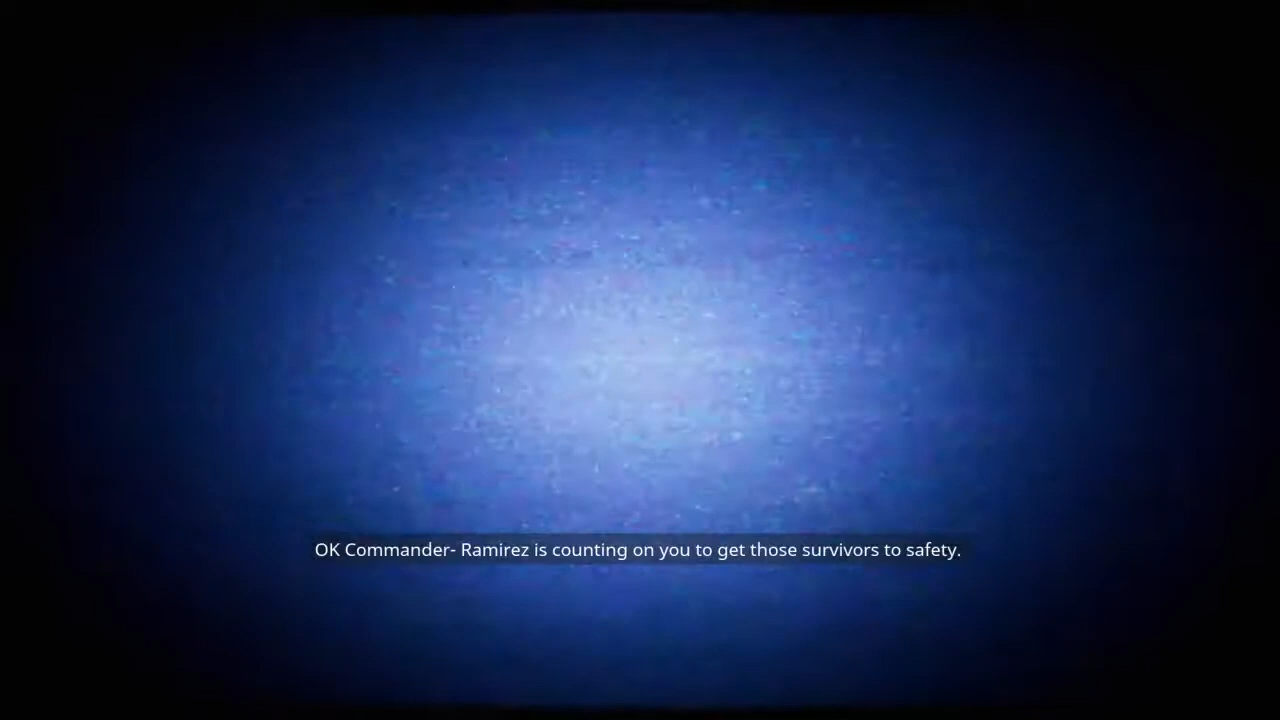 OK Commander- Ramirez is counting on you to get those survivors to safety.